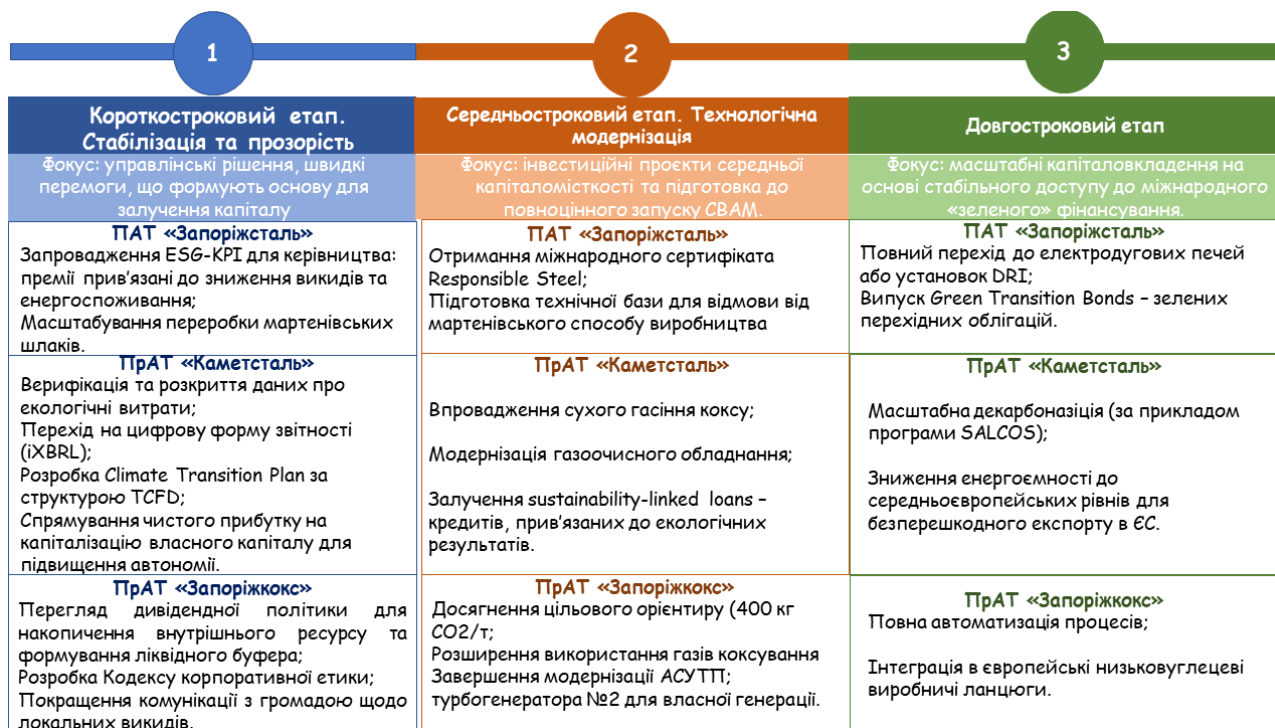 1
2
3
Короткостроковий етап.
Стабілізація та прозорість
Фокус: управлінські рішення, швидкі
перемоги, що формують основу для
залучення капіталу
Середньостроковий етап. Технологічна
модернізація
Фокус: інвестиційні проєкти середньої
капіталомісткості та підготовка до
повноцінного запуску CBAM.
Довгостроковий етап
Фокус: масштабні капіталовкладення на
основі стабільного доступу до міжнародного
«зеленого» фінансування.
ПАТ «Запоріжсталь»
Запровадження ESG-KPI для керівництва:
премії прив’язані до зниження викидів та
енергоспоживання;
Масштабування переробки мартенівських
шлаків.
ПАТ «Запоріжсталь»
Отримання міжнародного сертифіката
Responsible Steel;
Підготовка технічної бази для відмови від
мартенівського способу виробництва
ПАТ «Запоріжсталь»
Повний перехід до електродугових печей
або установок DRI;
Випуск Green Transition Bonds – зелених
перехідних облігацій.
ПрАТ «Каметсталь»
Верифікація та розкриття даних про
екологічні витрати;
Перехід на цифрову форму звітності
(iXBRL);
Розробка Climate Transition Plan за
структурою TCFD;
Спрямування чистого прибутку на
капіталізацію власного капіталу для
підвищення автономії.
ПрАТ «Каметсталь»
Впровадження сухого гасіння коксу;
Модернізація газоочисного обладнання;
Залучення sustainability-linked loans –
кредитів, прив’язаних до екологічних
результатів.
ПрАТ «Каметсталь»
Масштабна декарбоназіція (за прикладом
програми SALCOS);
Зниження енергоємності до
середньоєвропейських рівнів для
безперешкодного експорту в ЄС.
ПрАТ «Запоріжкокс»
Перегляд дивідендної політики для
накопичення внутрішнього ресурсу та
формування ліквідного буфера;
Розробка Кодексу корпоративної етики;
Покращення комунікації з громадою щодо
локальних викидів.
ПрАТ «Запоріжкокс»
Досягнення цільового орієнтиру (400 кг
CO2/т;
Розширення використання газів коксування
Завершення модернізації АСУТП;
турбогенератора №2 для власної генерації.
ПрАТ «Запоріжкокс»
Повна автоматизація процесів;
Інтеграція в європейські низьковуглецеві
виробничі ланцюги.